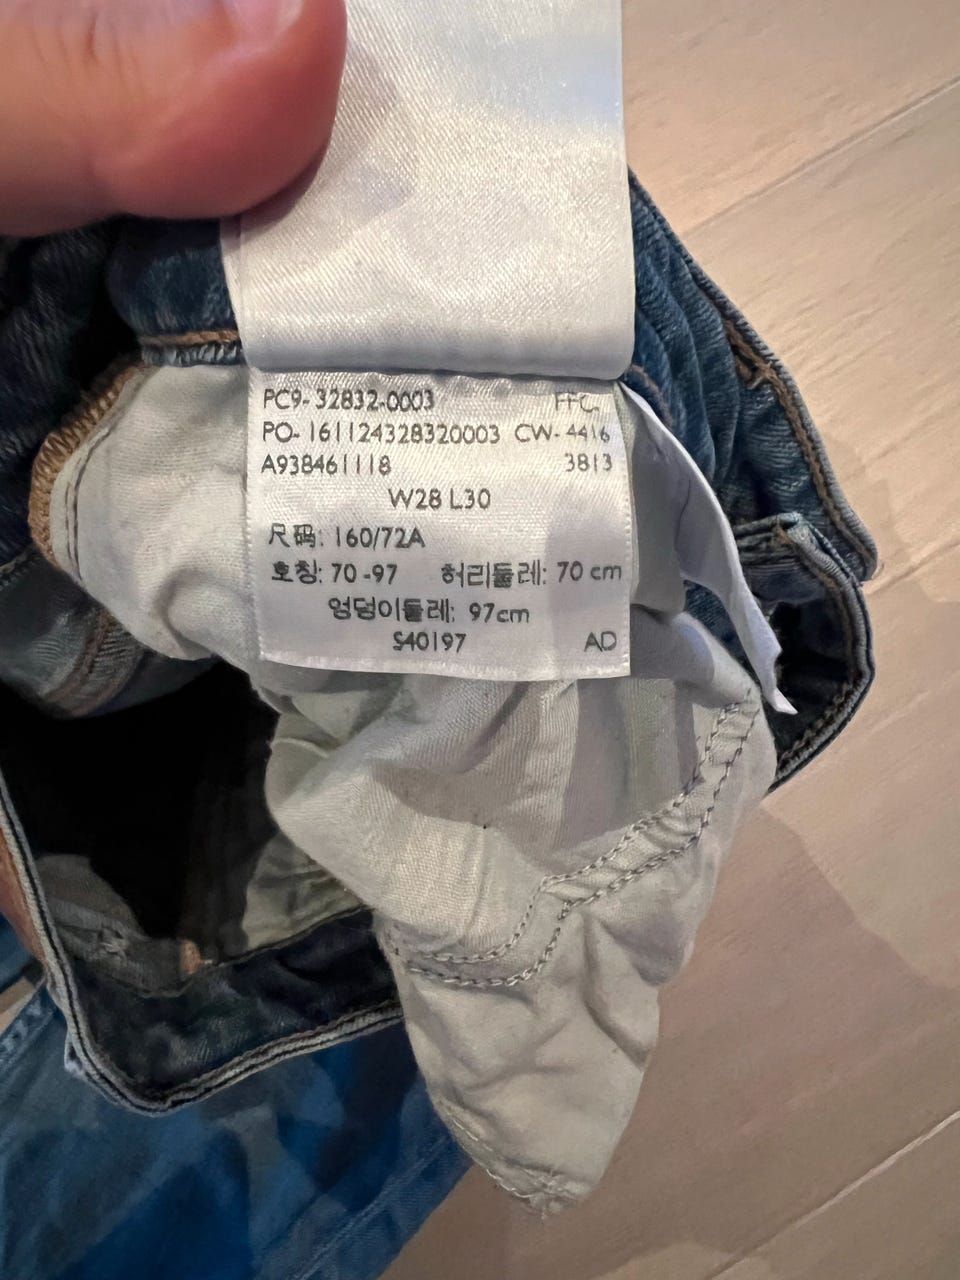 PC9- 32832-0003 FFC
PO- 161124328320003 CW- 4416
A938461118 3813
W28 L30
尺码: 160/72A
호칭: 70 -97 허리둘레: 70 cm
엉덩이둘레: 97cm
S40197 AD